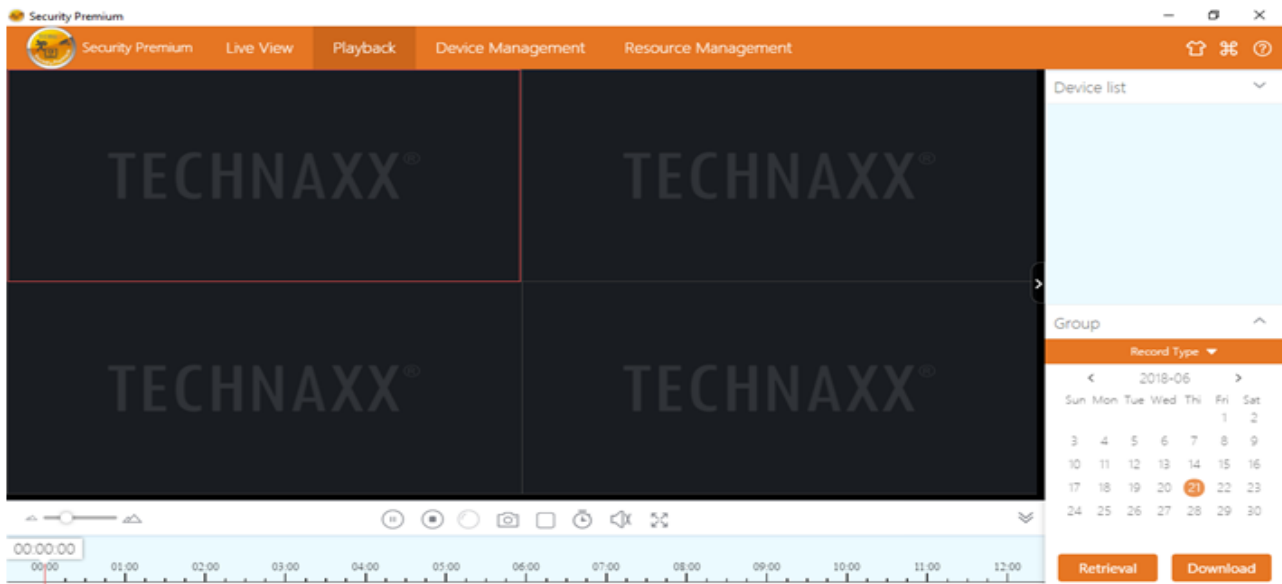 Security Premium
Security Premium Live View Playback Device Management Resource Management
Device list
TECHNAXX® TECHNAXX®
Group
Record Type
2018-06
Sun Mon Tue Wed Thi Fri Sat
1 2
3 4 5 6 7 8 9
10 11 12 13 14 15 16
17 18 19 20 21 22 23
24 25 26 27 28 29 30
TECHNAXX® TECHNAXX®
00:00:00
00:00 01:00 02:00 03:00 04:00 05:00 06:00 07:00 08:00 09:00 10:00 11:00 12:00
Retrieval Download